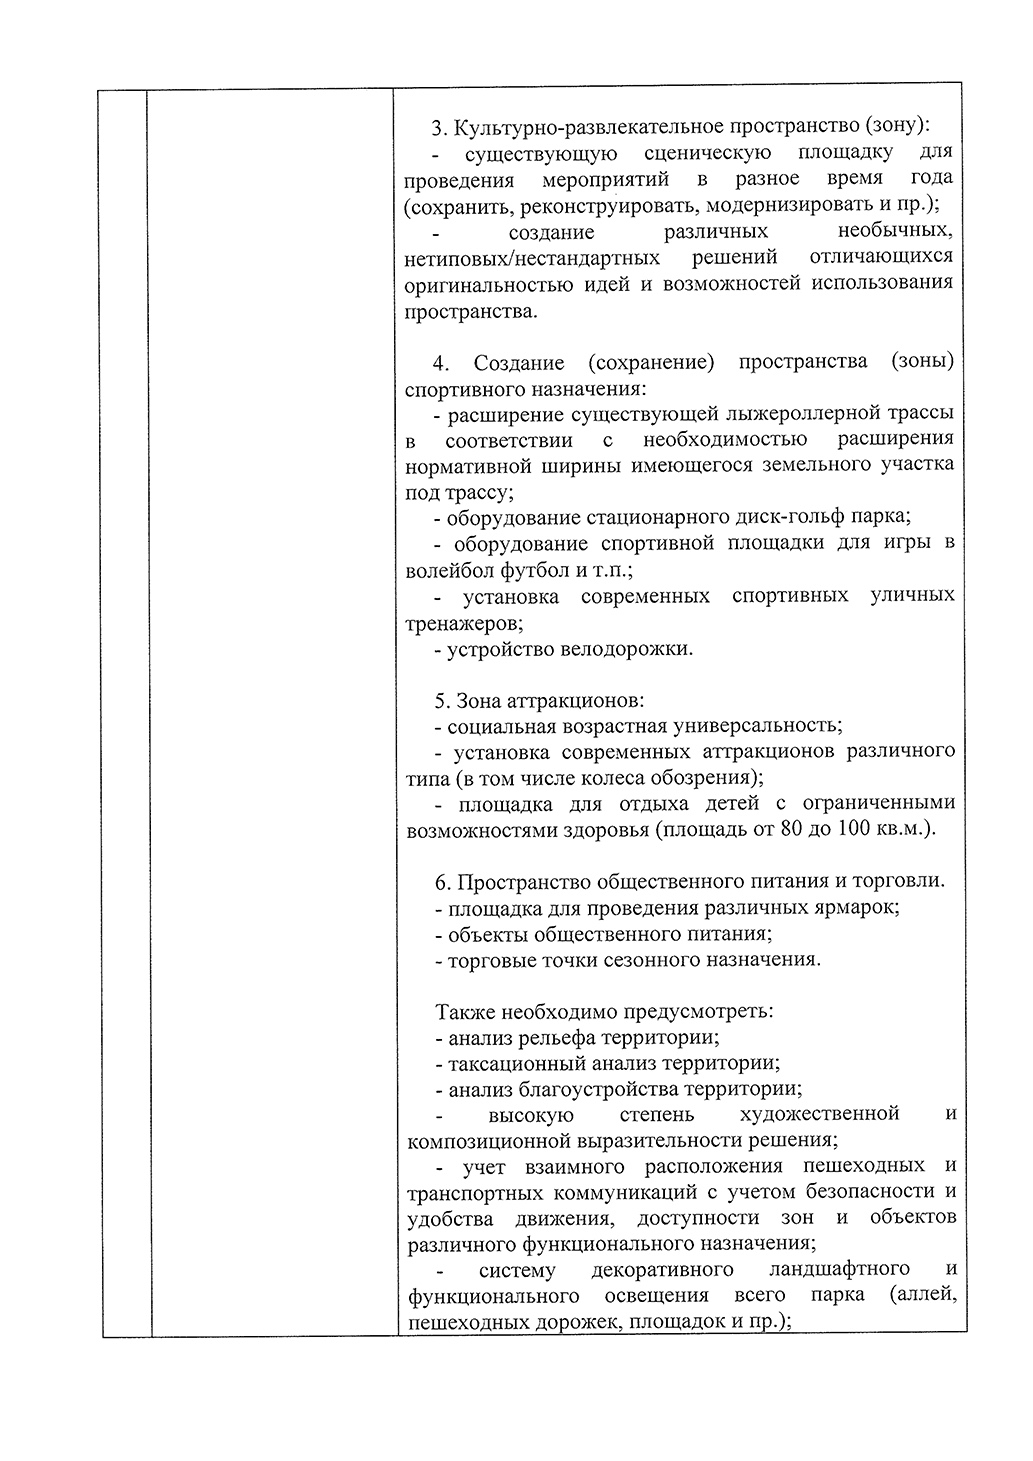 3. Культурно-развлекательное пространство (зону):
- существующую сценическую площадку для
проведения мероприятий в разное время года
(сохранить, реконструировать, модернизировать и пр.);
- создание различных необычных,
нетиповых/нестандартных решений отличающихся
оригинальностью идей и возможностей использования
пространства.
4. Создание (сохранение) пространства (зоны)
спортивного назначения:
- расширение существующей лыжероллерной трассы
в соответствии с необходимостью расширения
нормативной ширины имеющегося земельного участка
под трассу;
- оборудование стационарного диск-гольф парка;
- оборудование спортивной площадки для игры в
волейбол футбол и т.п.;
- установка современных спортивных уличных
тренажеров;
- устройство велодорожки.
5. Зона аттракционов:
- социальная возрастная универсальность;
- установка современных аттракционов различного
типа (в том числе колеса обозрения);
- площадка для отдыха детей с ограниченными
возможностями здоровья (площадь от 80 до 100 кв.м.).
6. Пространство общественного питания и торговли.
- площадка для проведения различных ярмарок;
- объекты общественного питания;
- торговые точки сезонного назначения.
Также необходимо предусмотреть:
- анализ рельефа территории;
- таксационный анализ территории;
- анализ благоустройства территории;
- высокую степень художественной и
композиционной выразительности решения;
- учет взаимного расположения пешеходных и
транспортных коммуникаций с учетом безопасности и
удобства движения, доступности зон и объектов
различного функционального назначения;
- систему декоративного ландшафтного и
функционального освещения всего парка (аллей,
пешеходных дорожек, площадок и пр.);